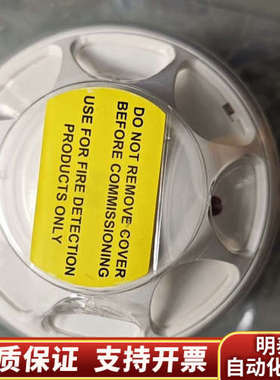 DO NOT REMOVE COVER
BEFORE COMMISSIONING
USE FOR FIRE DETECTION
PRODUCTS ONLY
质保证 支持开票
自动化